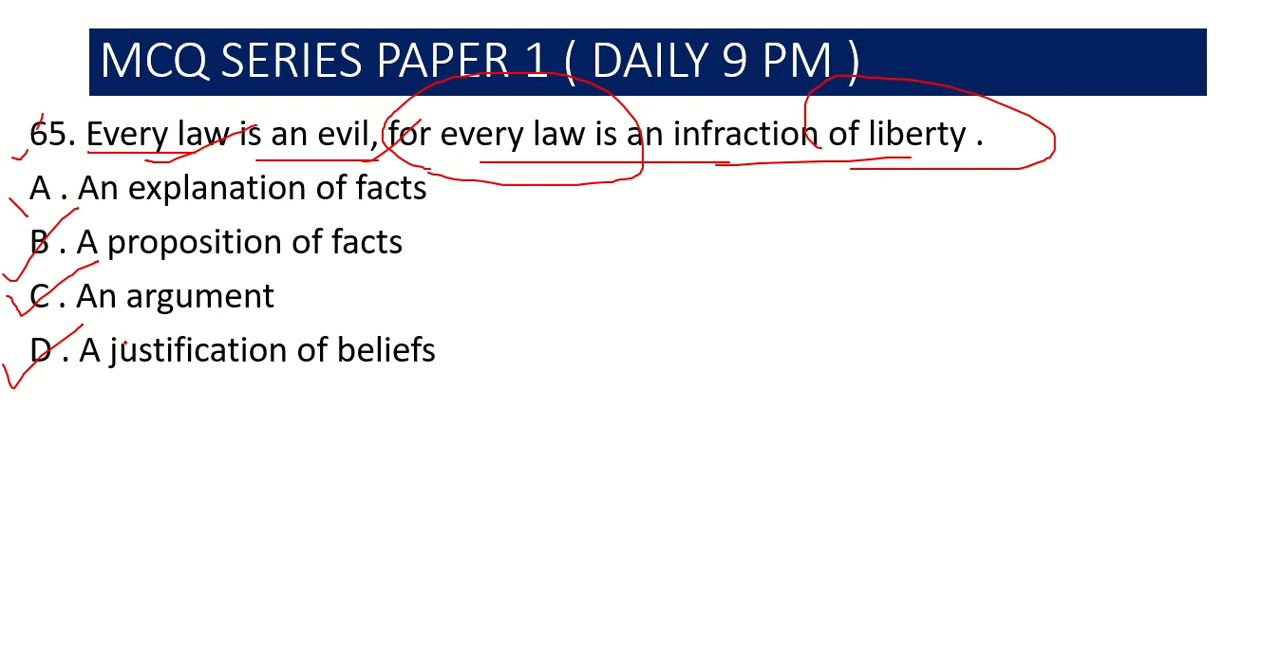 MCQ SERIES PAPER 1 ( DAILY 9 PM )
65. Every law is an evil, for every law is an infraction of liberty .
A . An explanation of facts
B . A proposition of facts
C . An argument
D . A justification of beliefs